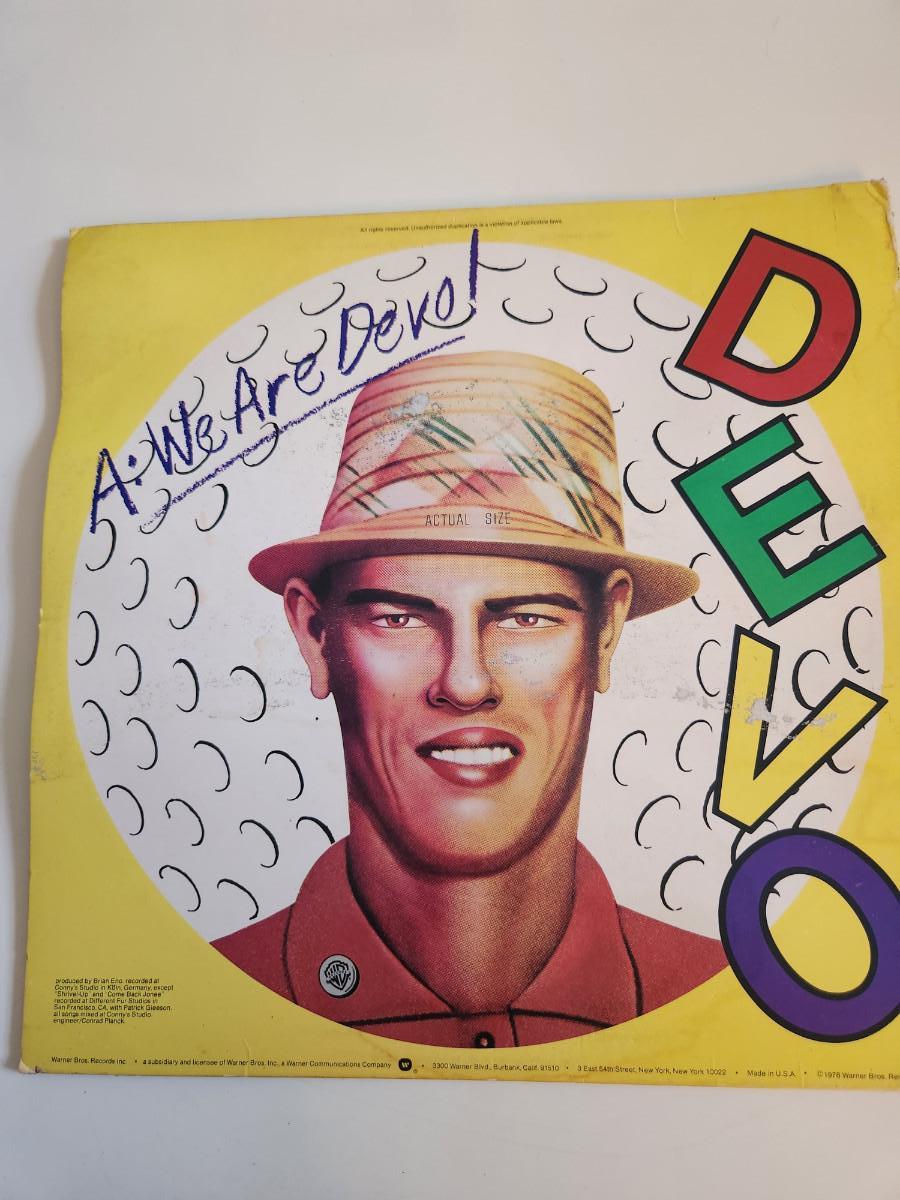 All rights reserved. Unauthorized duplication is a violation of applicable laws.
A: We Are Devo!
DEVO
ACTUAL SIZE
produced by Brian Eno. recorded at
Conny's Studio in Köln, Germany, except
"Shrivel-Up" and "Come Back Jonee"
recorded at Different Fur Studios in
San Francisco, CA, with Patrick Gleeson.
all songs mixed at Conny's Studio.
engineer/Conrad Plank.
Warner Bros. Records Inc. • a subsidiary and licensee of Warner Bros. Inc., a Warner Communications Company ® • 3300 Warner Blvd., Burbank, Calif. 91510 • 3 East 54th Street, New York, New York 10022 • Made in U.S.A. • © 1978 Warner Bros. Re